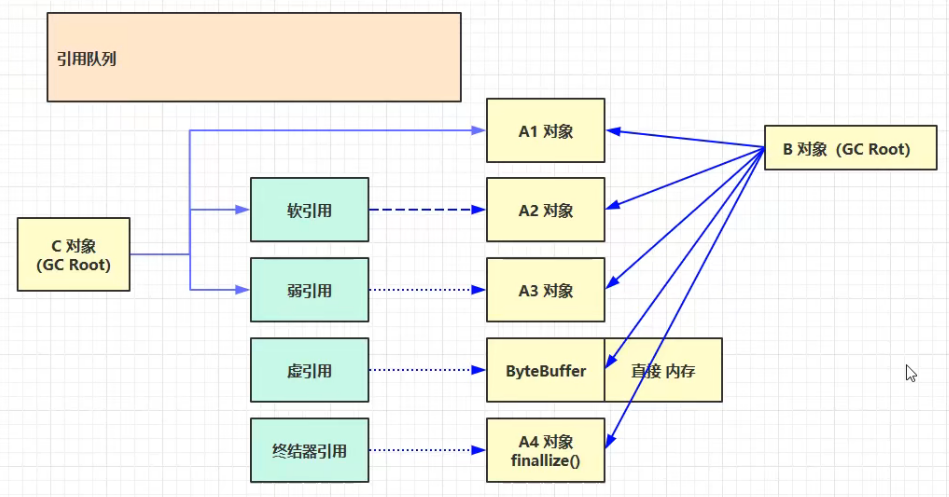 引用队列
A1 对象
B 对象（GC Root）
软引用
A2 对象
C 对象
（GC Root）
弱引用
A3 对象
虚引用
ByteBuffer
直接 内存
终结器引用
A4 对象
finallize()